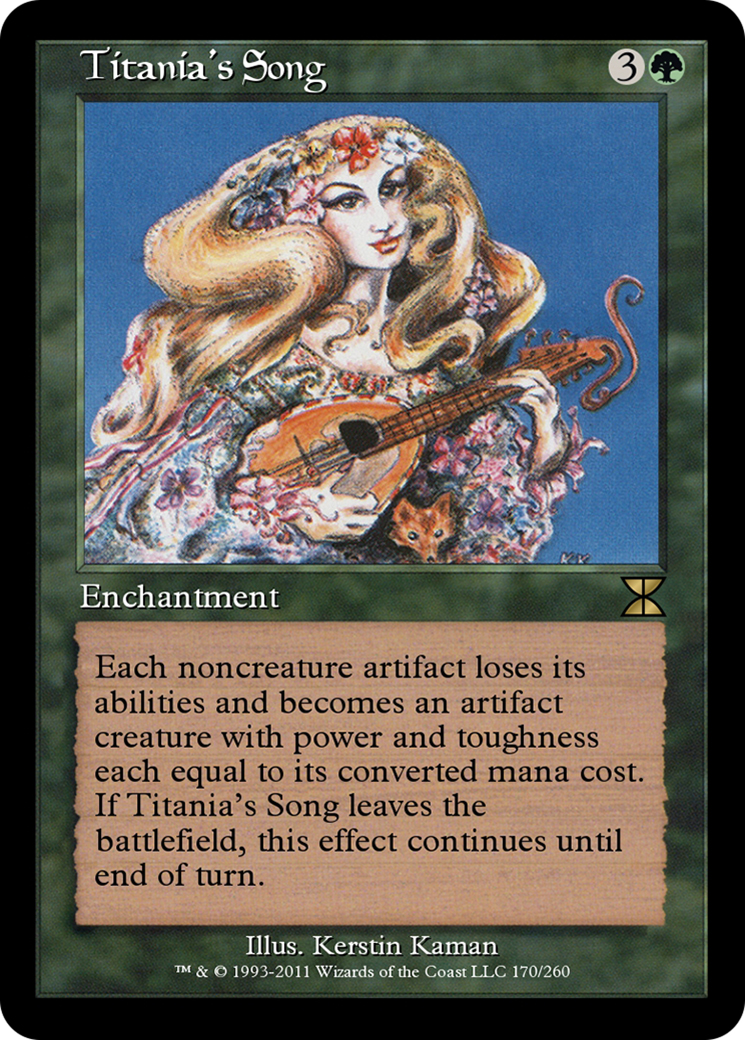 Titania's Song 3
K.K.
Enchantment
Each noncreature artifact loses its
abilities and becomes an artifact
creature with power and toughness
each equal to its converted mana cost.
If Titania's Song leaves the
battlefield, this effect continues until
end of turn.
Illus. Kerstin Kaman
™ & © 1993-2011 Wizards of the Coast LLC 170/260